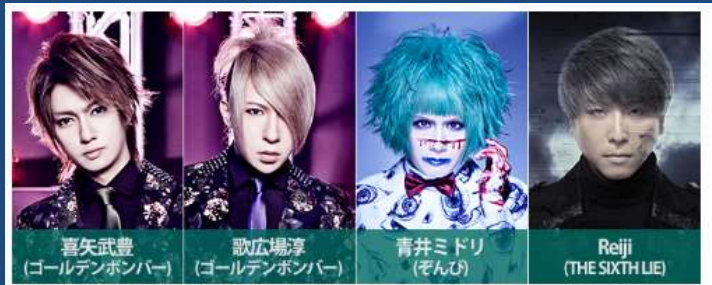 喜矢武豊
(ゴールデンボンバー)
歌広場淳
(ゴールデンボンバー)
青井ミドリ
(ぞんび)
Reiji
(THE SIXTH LIE)